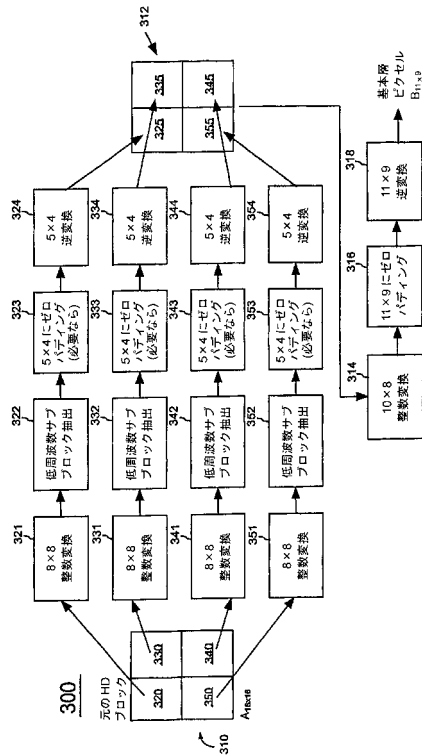 300
元のHD
ブロック
320
330
350
340
A16x16
310
321
8×8
整数変換
322
低周波数サブ
ブロック抽出
323
5×4にゼロ
パディング
(必要なら)
324
5×4
逆変換
331
8×8
整数変換
332
低周波数サブ
ブロック抽出
333
5×4にゼロ
パディング
(必要なら)
334
5×4
逆変換
341
8×8
整数変換
342
低周波数サブ
ブロック抽出
343
5×4にゼロ
パディング
(必要なら)
344
5×4
逆変換
351
8×8
整数変換
352
低周波数サブ
ブロック抽出
353
5×4にゼロ
パディング
(必要なら)
354
5×4
逆変換
312
325
335
355
345
314
10×8
整数変換
316
11×9にゼロ
パディング
318
11×9
逆変換
基本層
ピクセル
B11x9